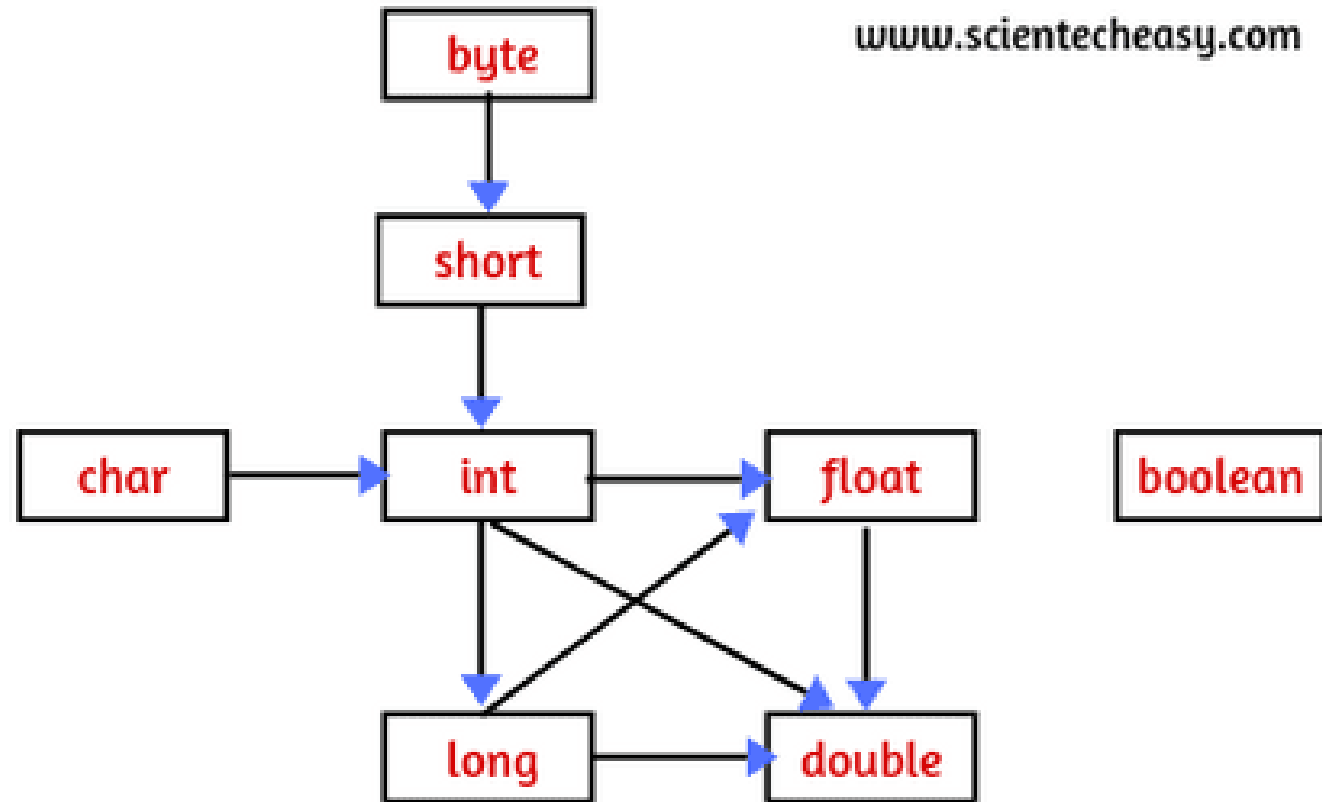 www.scientecheasy.com
byte
short
char
int
float
boolean
long
double